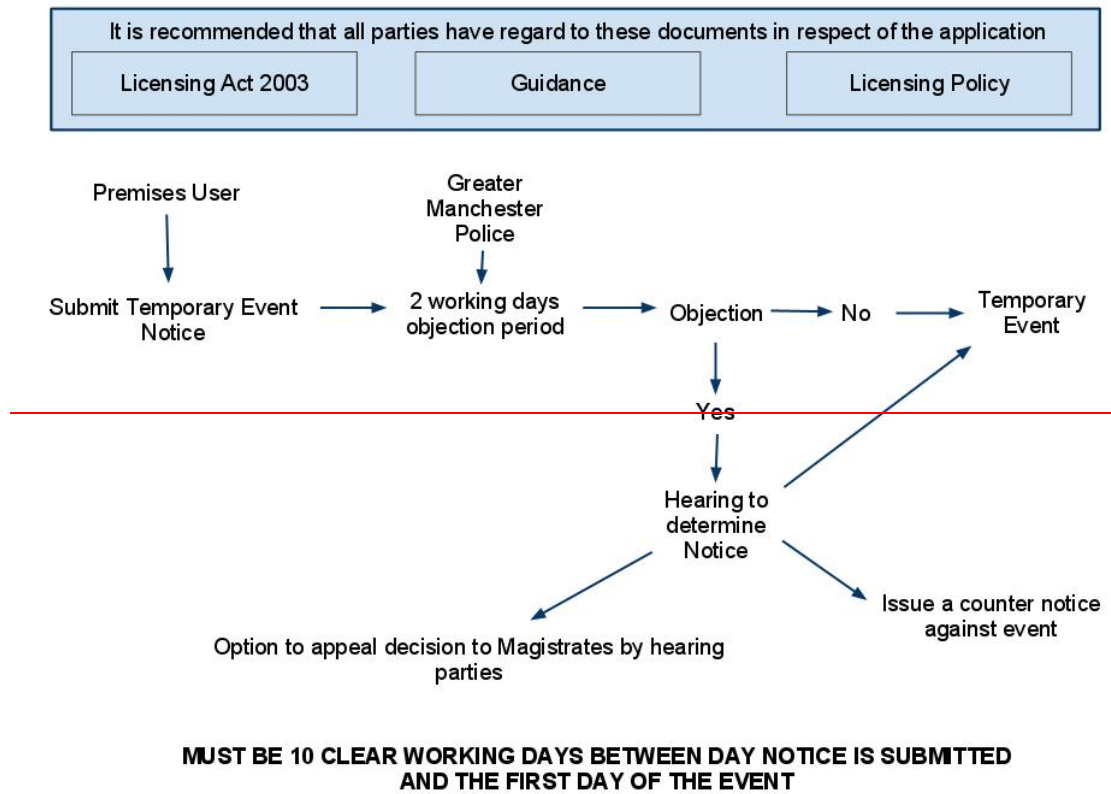 It is recommended that all parties have regard to these documents in respect of the application
Licensing Act 2003
Guidance
Licensing Policy
Premises User
Greater
Manchester
Police
Submit Temporary Event
Notice
2 working days
objection period
Objection
No
Temporary
Event
Yes
Hearing to
determine
Notice
Issue a counter notice
against event
Option to appeal decision to Magistrates by hearing
parties
MUST BE 10 CLEAR WORKING DAYS BETWEEN DAY NOTICE IS SUBMITTED
AND THE FIRST DAY OF THE EVENT